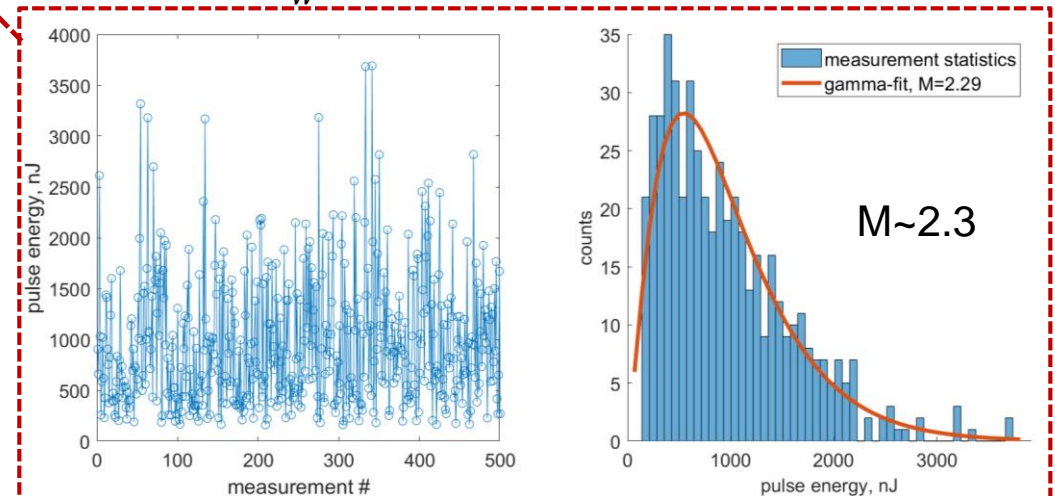 W
4000
3500
3000
2500
2000
1500
1000
500
0
pulse energy, nJ
0 100 200 300 400 500
measurement #
35
30
25
20
15
10
5
0
counts
measurement statistics
gamma-fit, M=2.29
M~2.3
0 1000 2000 3000
pulse energy, nJ